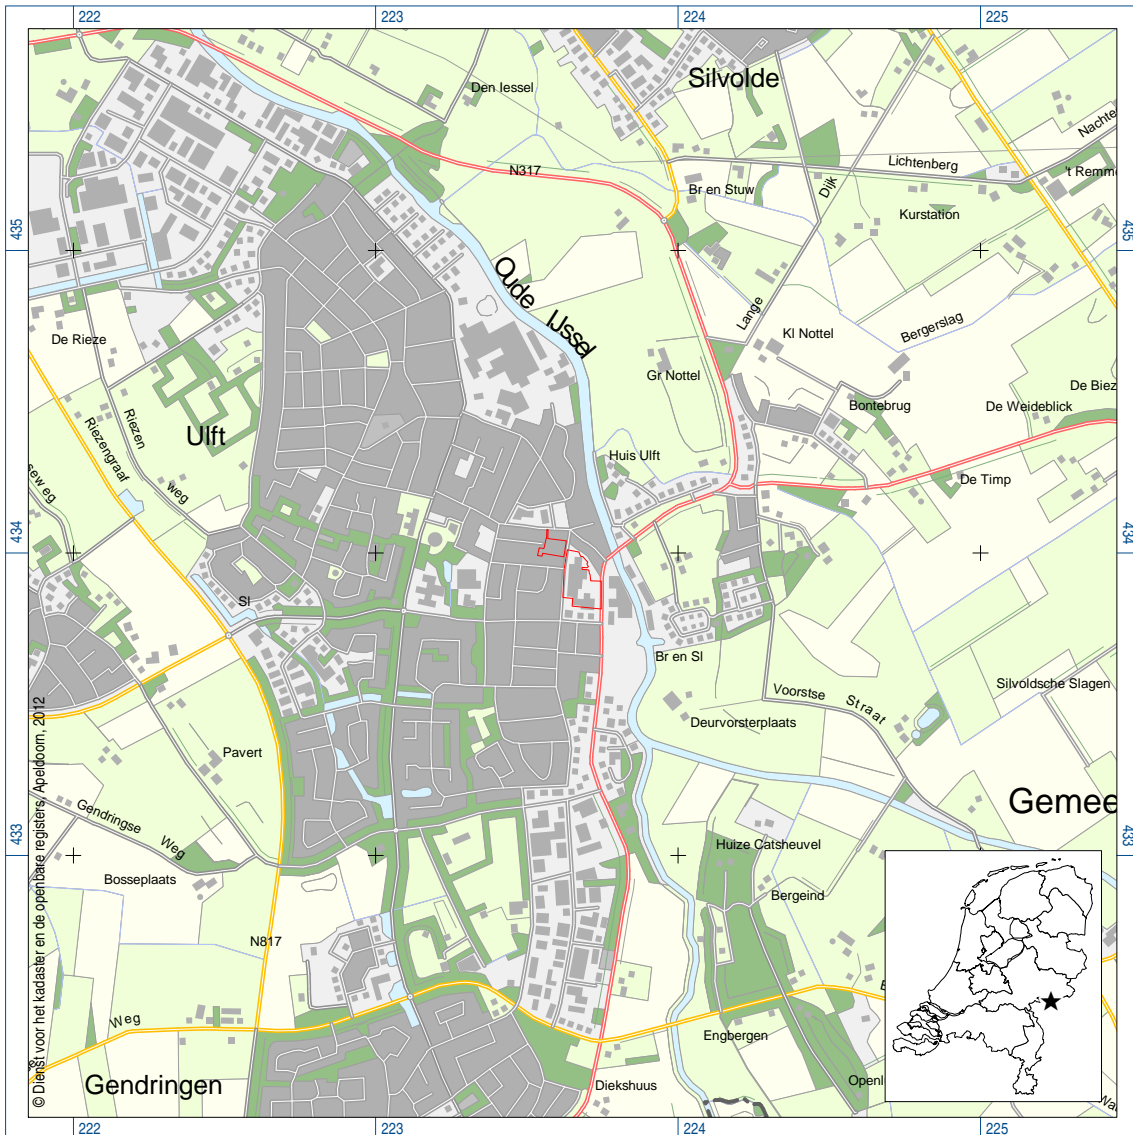 222
223
224
225
Silvolde
Den Iessel
Nachte
Lichtenberg
N317
't Remm
Br en Stuw
Dijk
Kurstation
435
435
Oude IJssel
Lange
Bergerslag
De Rieze
Kl Nottel
Gr Nottel
De Biez
Bontebrug
De Weideblick
Riezen
weg
Riezengraaf
Ulft
Huis Ulft
De Timp
seweg
434
434
Sl
Br en Sl
Silvoldsche Slagen
Voorstse Straat
Deurvorsterplaats
Pavert
Gemee
Gendringse Weg
433
433
Huize Catsheuvel
Bosseplaats
Bergeind
N817
Weg
Engbergen
Gendringen
Diekshuus
Openl
© Dienst voor het kadaster en de openbare registers, Apeldoorn, 2012
222
223
224
225